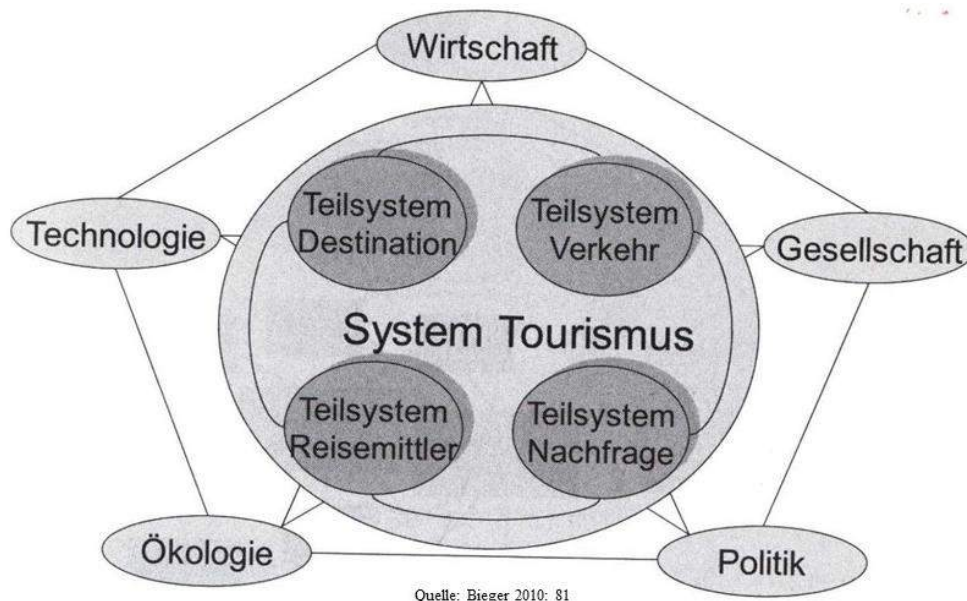 Wirtschaft
Teilsystem
Destination
Teilsystem
Verkehr
Technologie
Gesellschaft
System Tourismus
Teilsystem
Reisemittler
Teilsystem
Nachfrage
Ökologie
Politik
Quelle: Bieger 2010: 81